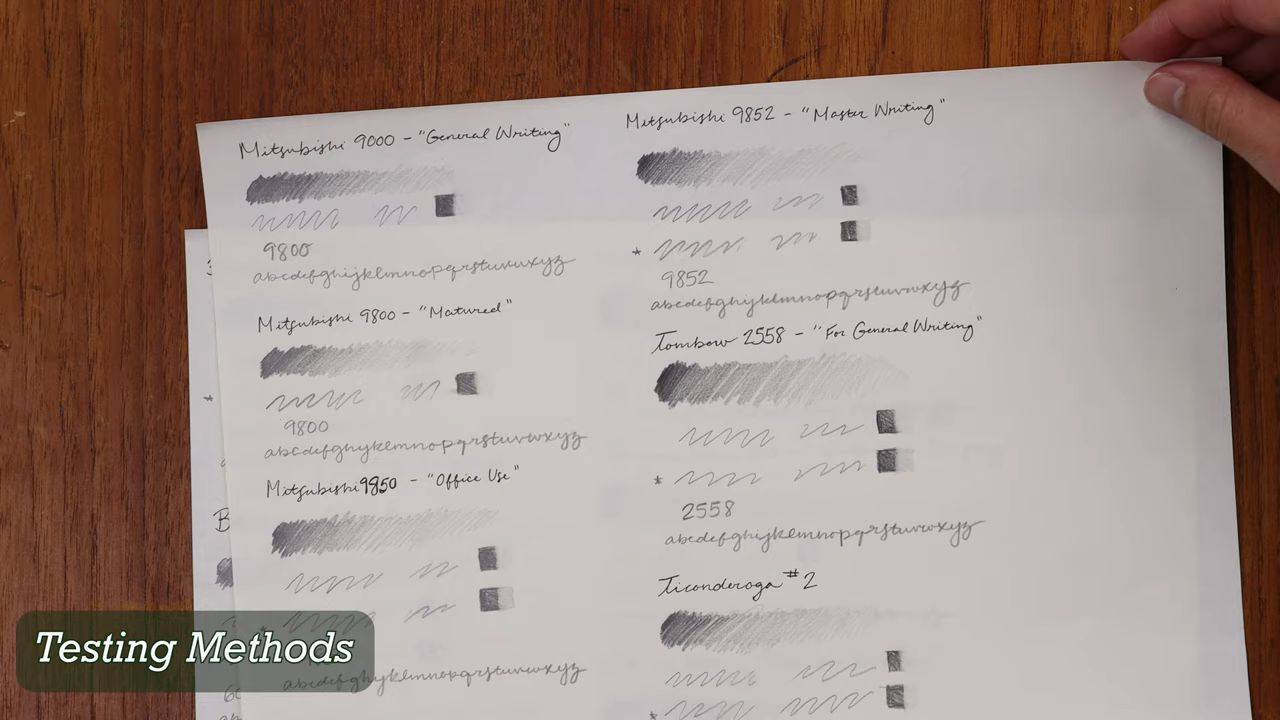 Mitsubishi 9000 - "General Writing"
9800
abcdefghijklmnopqrstuvwxyz
Mitsubishi 9800 - "Matured"
9800
abcdefghijklmnopqrstuvwxyz
Mitsubishi 9850 - "Office Use"
abcdefghijklmnopqrstuvwxyz
Mitsubishi 9852 - "Master Writing"
9852
abcdefghijklmnopqrstuvwxyz
Tombow 2558 - "For General Writing"
2558
abcdefghijklmnopqrstuvwxyz
Ticonderoga #2
B
Testing Methods